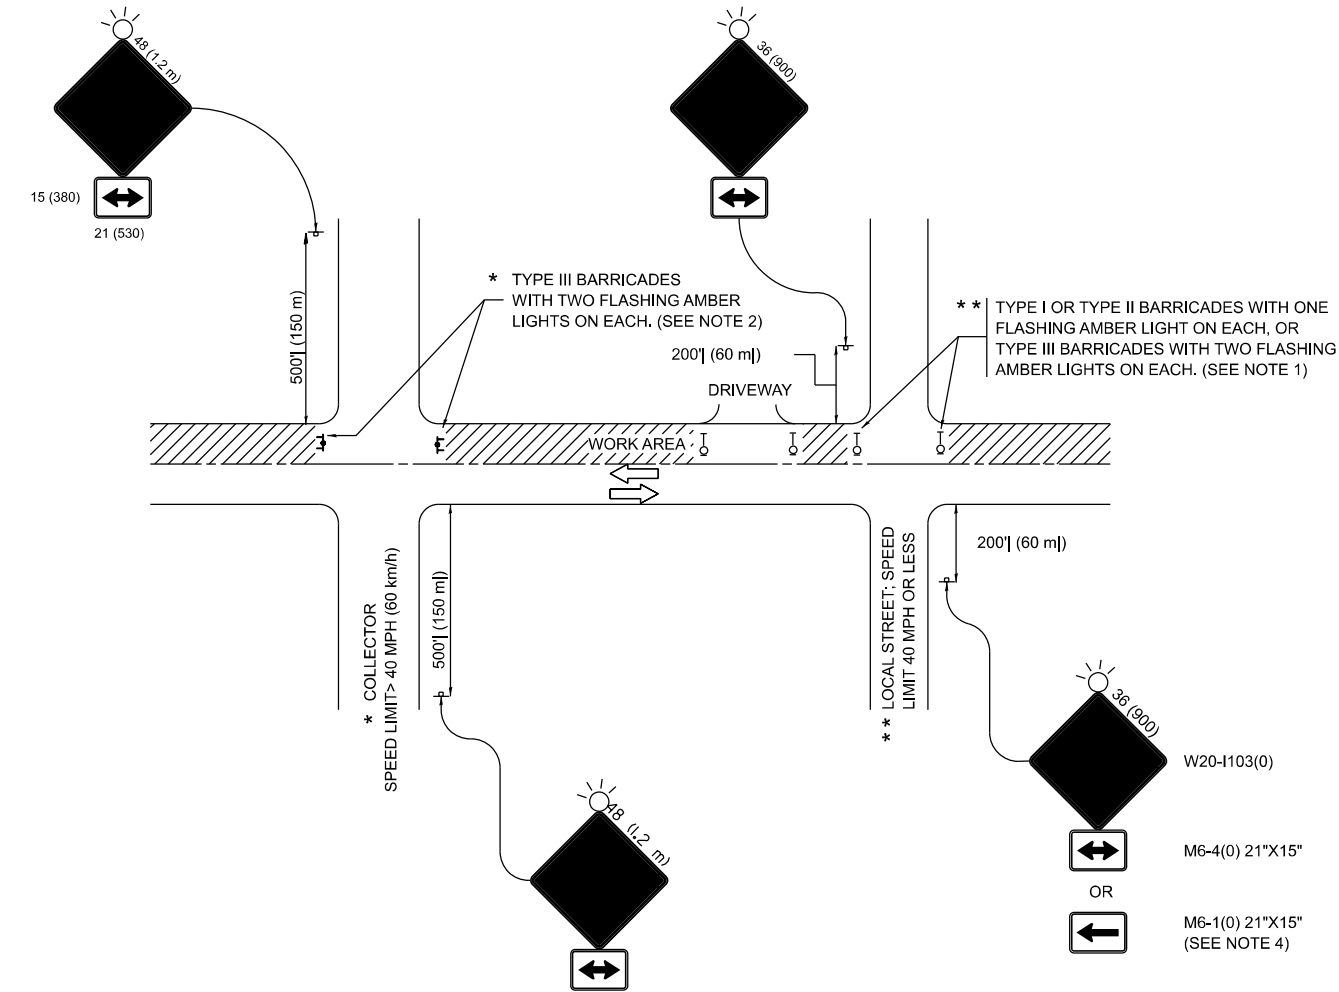 48 (1.2 m)
36 (900)
15 (380)
21 (530)
500'| (150 m)
* TYPE III BARRICADES
WITH TWO FLASHING AMBER
LIGHTS ON EACH. (SEE NOTE 2)
* * TYPE I OR TYPE II BARRICADES WITH ONE
FLASHING AMBER LIGHT ON EACH, OR
TYPE III BARRICADES WITH TWO FLASHING
AMBER LIGHTS ON EACH. (SEE NOTE 1)
200'| (60 m|)
DRIVEWAY
WORK AREA
* COLLECTOR
SPEED LIMIT> 40 MPH (60 km/h)
500'| (150 m|)
* * LOCAL STREET; SPEED
LIMIT 40 MPH OR LESS
200'| (60 m|)
36 (900)
W20-I103(0)
48 (I.2 m)
M6-4(0) 21"X15"
OR
M6-1(0) 21"X15"
(SEE NOTE 4)